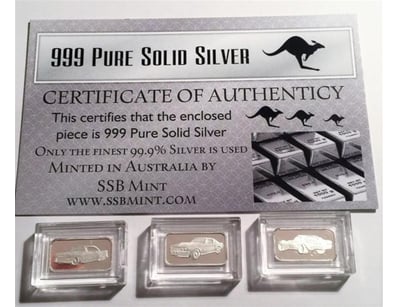 999 PURE SOLID SILVER
CERTIFICATE OF AUTHENTICY
This certifies that the enclosed
piece is 999 Pure Solid Silver
ONLY THE FINEST 99.9% SILVER IS USED
MINTED IN AUSTRALIA BY
SSB MINT
WWW.SSBMINT.COM